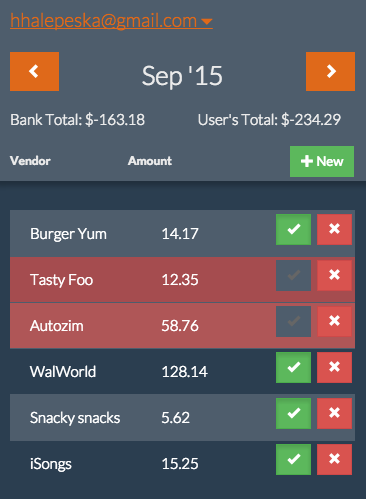 hhalepeska@gmail.com
Sep '15
Bank Total: $-163.18 User's Total: $-234.29
Vendor Amount New
Burger Yum 14.17
Tasty Foo 12.35
Autozim 58.76
WalWorld 128.14
Snacky snacks 5.62
iSongs 15.25